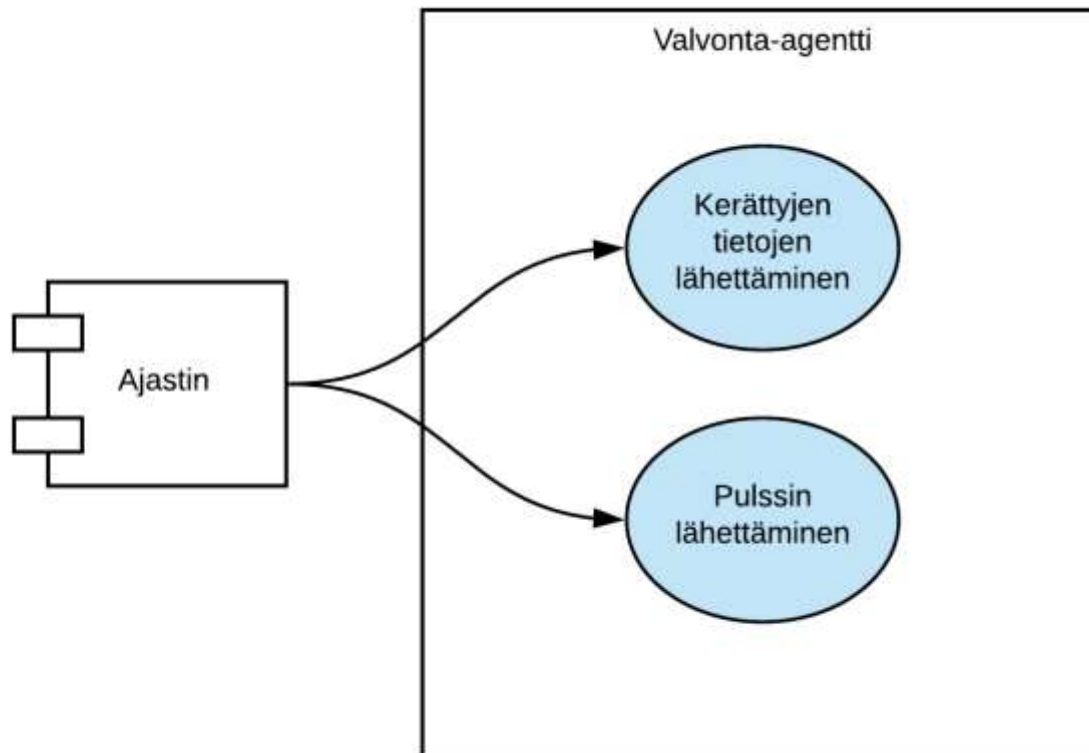 Valvonta-agentti
Kerättyjen
tietojen
lähettäminen
Ajastin
Pulssin
lähettäminen